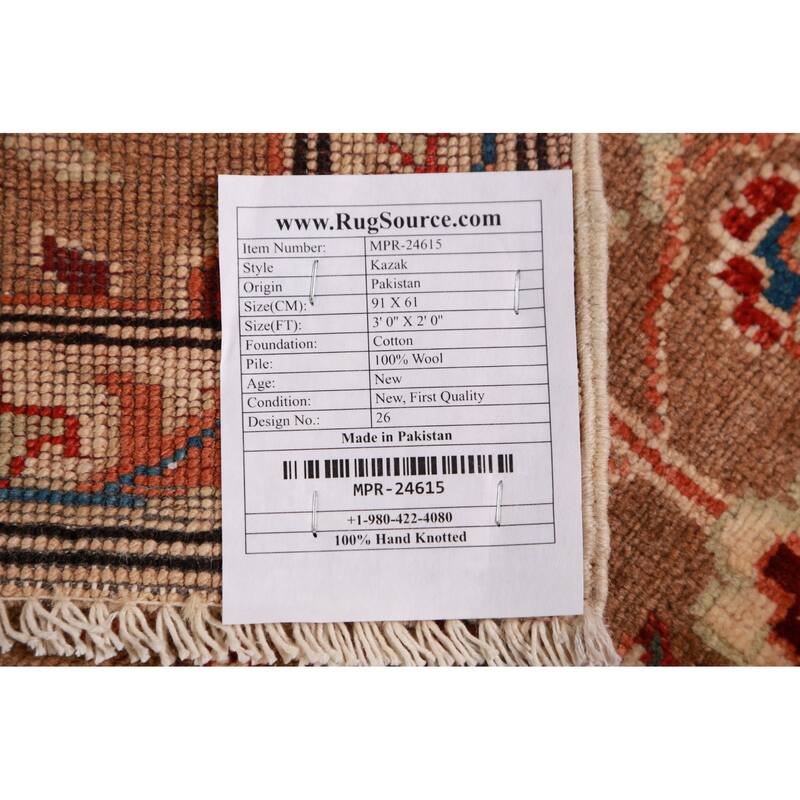 www.RugSource.com
Item Number: MPR-24615
Style Kazak
Origin Pakistan
Size(CM): 91 X 61
Size(FT): 3' 0" X 2' 0"
Foundation: Cotton
Pile: 100% Wool
Age: New
Condition: New, First Quality
Design No.: 26
Made in Pakistan
MPR-24615
+1-980-422-4080
100% Hand Knotted